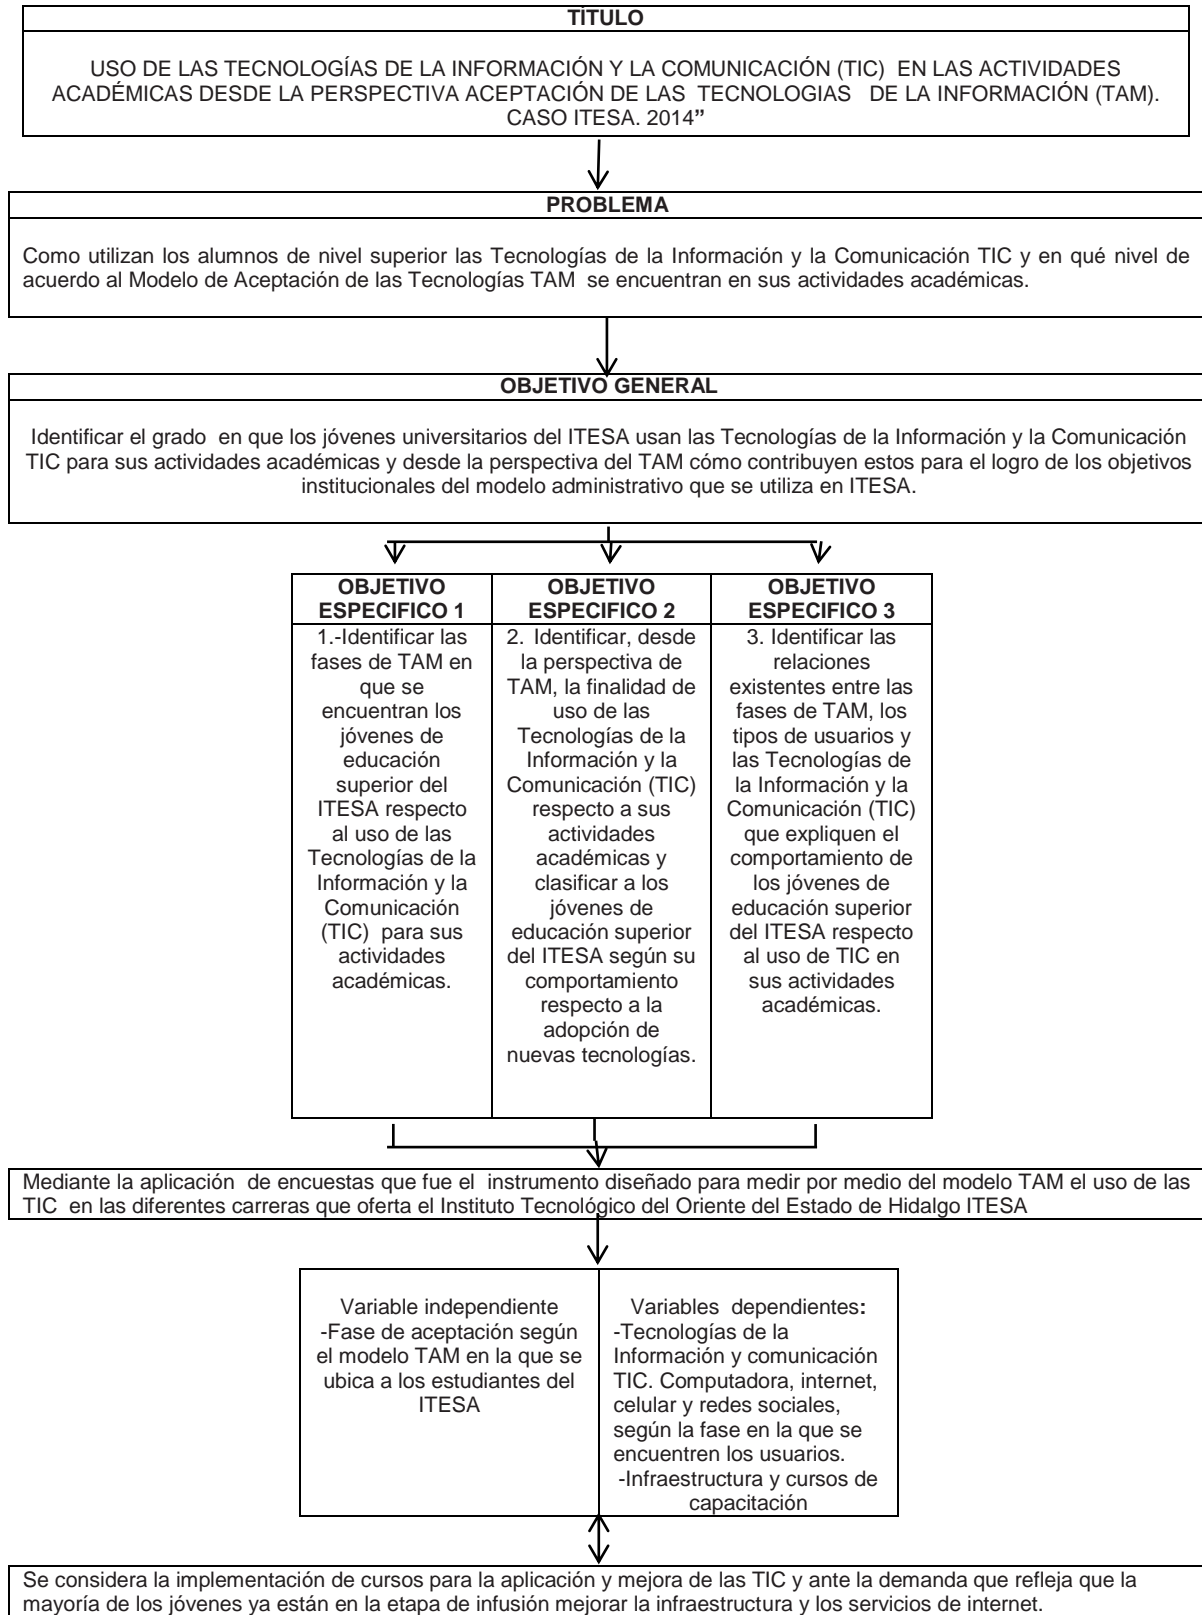 TÍTULO
USO DE LAS TECNOLOGÍAS DE LA INFORMACIÓN Y LA COMUNICACIÓN (TIC) EN LAS ACTIVIDADES
ACADÉMICAS DESDE LA PERSPECTIVA ACEPTACIÓN DE LAS TECNOLOGIAS DE LA INFORMACIÓN (TAM).
CASO ITESA. 2014”
PROBLEMA
Como utilizan los alumnos de nivel superior las Tecnologías de la Información y la Comunicación TIC y en qué nivel de
acuerdo al Modelo de Aceptación de las Tecnologías TAM se encuentran en sus actividades académicas.
OBJETIVO GENERAL
Identificar el grado en que los jóvenes universitarios del ITESA usan las Tecnologías de la Información y la Comunicación
TIC para sus actividades académicas y desde la perspectiva del TAM cómo contribuyen estos para el logro de los objetivos
institucionales del modelo administrativo que se utiliza en ITESA.
OBJETIVO
ESPECIFICO 1
1.-Identificar las
fases de TAM en
que se
encuentran los
jóvenes de
educación
superior del
ITESA respecto
al uso de las
Tecnologías de la
Información y la
Comunicación
(TIC) para sus
actividades
académicas.
OBJETIVO
ESPECIFICO 2
2. Identificar, desde
la perspectiva de
TAM, la finalidad de
uso de las
Tecnologías de la
Información y la
Comunicación (TIC)
respecto a sus
actividades
académicas y
clasificar a los
jóvenes de
educación superior
del ITESA según su
comportamiento
respecto a la
adopción de
nuevas tecnologías.
OBJETIVO
ESPECIFICO 3
3. Identificar las
relaciones
existentes entre las
fases de TAM, los
tipos de usuarios y
las Tecnologías de
la Información y la
Comunicación (TIC)
que expliquen el
comportamiento de
los jóvenes de
educación superior
del ITESA respecto
al uso de TIC en
sus actividades
académicas.
Mediante la aplicación de encuestas que fue el instrumento diseñado para medir por medio del modelo TAM el uso de las
TIC en las diferentes carreras que oferta el Instituto Tecnológico del Oriente del Estado de Hidalgo ITESA
Variable independiente
-Fase de aceptación según
el modelo TAM en la que se
ubica a los estudiantes del
ITESA
Variables dependientes:
-Tecnologías de la
Información y comunicación
TIC. Computadora, internet,
celular y redes sociales,
según la fase en la que se
encuentren los usuarios.
-Infraestructura y cursos de
capacitación
Se considera la implementación de cursos para la aplicación y mejora de las TIC y ante la demanda que refleja que la
mayoría de los jóvenes ya están en la etapa de infusión mejorar la infraestructura y los servicios de internet.